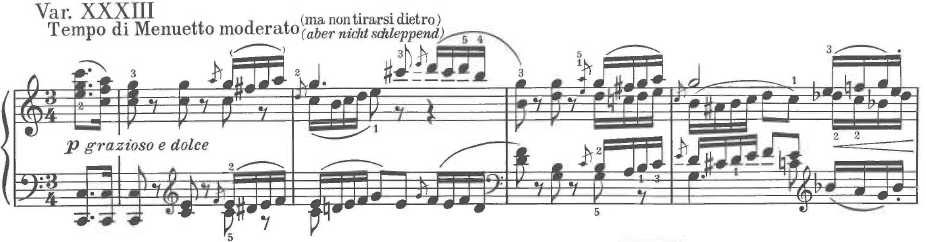 Var. XXXIII
Tempo di Menuetto moderato (ma non tirarsi dietro)
(aber nicht schleppend)
p grazioso e dolce